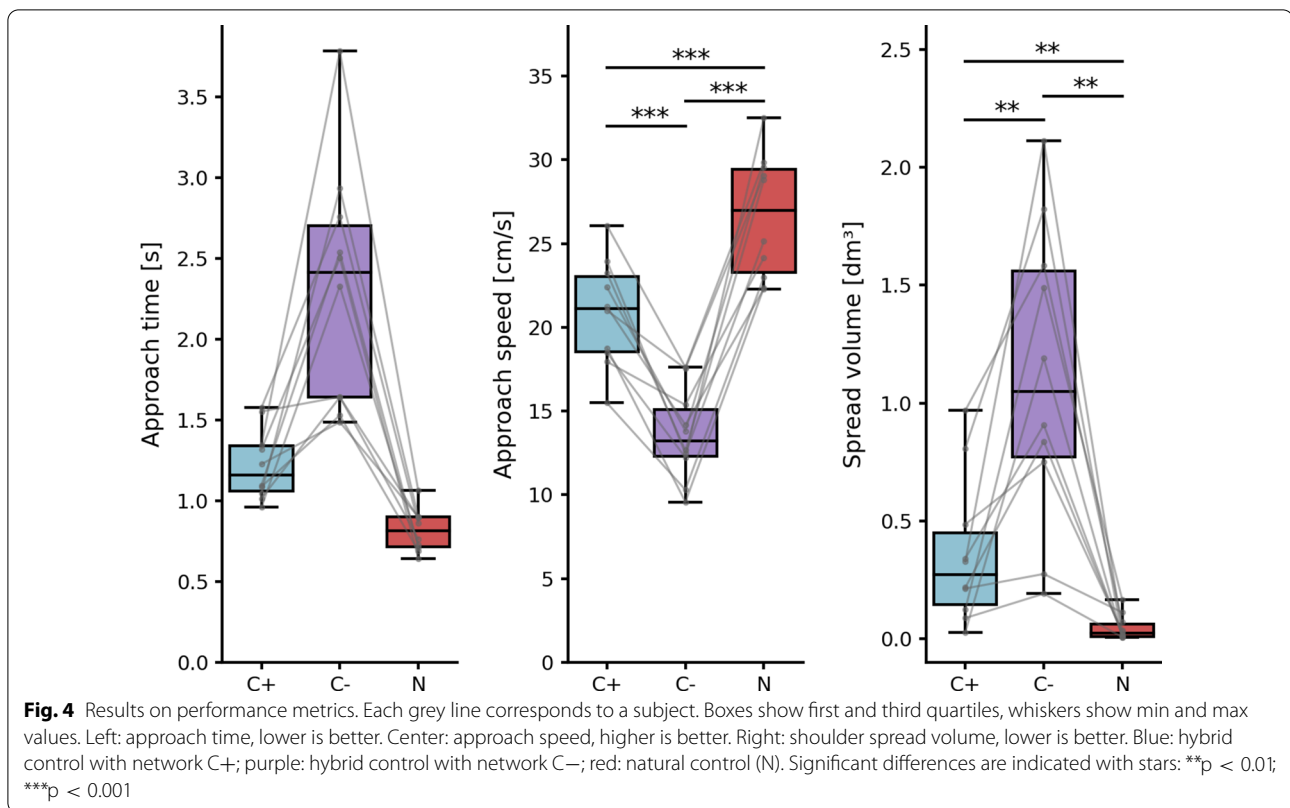 Approach time [s]
3.5
3.0
2.5
2.0
1.5
1.0
0.5
0.0
C+ C- N
Approach speed [cm/s]
35
30
25
20
15
10
5
0
***
*** ***
C+ C- N
Spread volume [dm³]
2.5
2.0
1.5
1.0
0.5
0.0
**
** **
C+ C- N
Fig. 4 Results on performance metrics. Each grey line corresponds to a subject. Boxes show first and third quartiles, whiskers show min and max
values. Left: approach time, lower is better. Center: approach speed, higher is better. Right: shoulder spread volume, lower is better. Blue: hybrid
control with network C+; purple: hybrid control with network C−; red: natural control (N). Significant differences are indicated with stars: **p < 0.01;
***p < 0.001